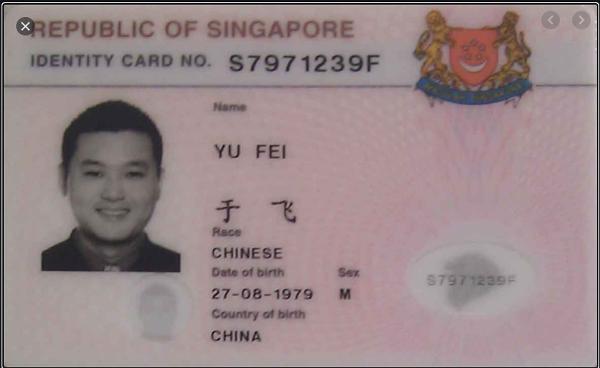 REPUBLIC OF SINGAPORE
IDENTITY CARD NO. S7971239F
Name
YU FEI
于 飞
Race
CHINESE
Date of birth Sex
27-08-1979 M
Country of birth
CHINA
S7971239F